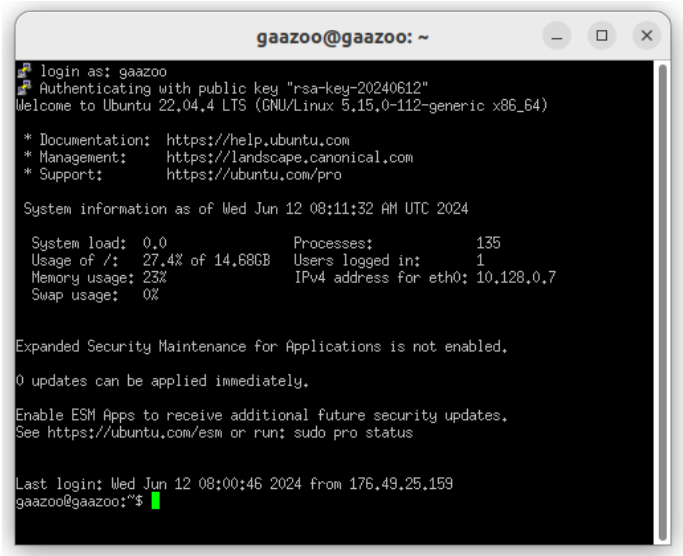 gaazoo@gaazoo: ~
login as: gaazoo
Authenticating with public key "rsa-key-20240612"
Welcome to Ubuntu 22.04.4 LTS (GNU/Linux 5.15.0-112-generic x86_64)
* Documentation:  https://help.ubuntu.com
* Management:     https://landscape.canonical.com
* Support:        https://ubuntu.com/pro
System information as of Wed Jun 12 08:11:32 AM UTC 2024
System load:  0.0                Processes:             135
Usage of /:   27.4% of 14.68GB   Users logged in:       1
Memory usage: 23%                IPv4 address for eth0: 10.128.0.7
Swap usage:   0%
Expanded Security Maintenance for Applications is not enabled.
0 updates can be applied immediately.
Enable ESM Apps to receive additional future security updates.
See https://ubuntu.com/esm or run: sudo pro status
Last login: Wed Jun 12 08:00:46 2024 from 176.49.25.159
gaazoo@gaazoo:~$